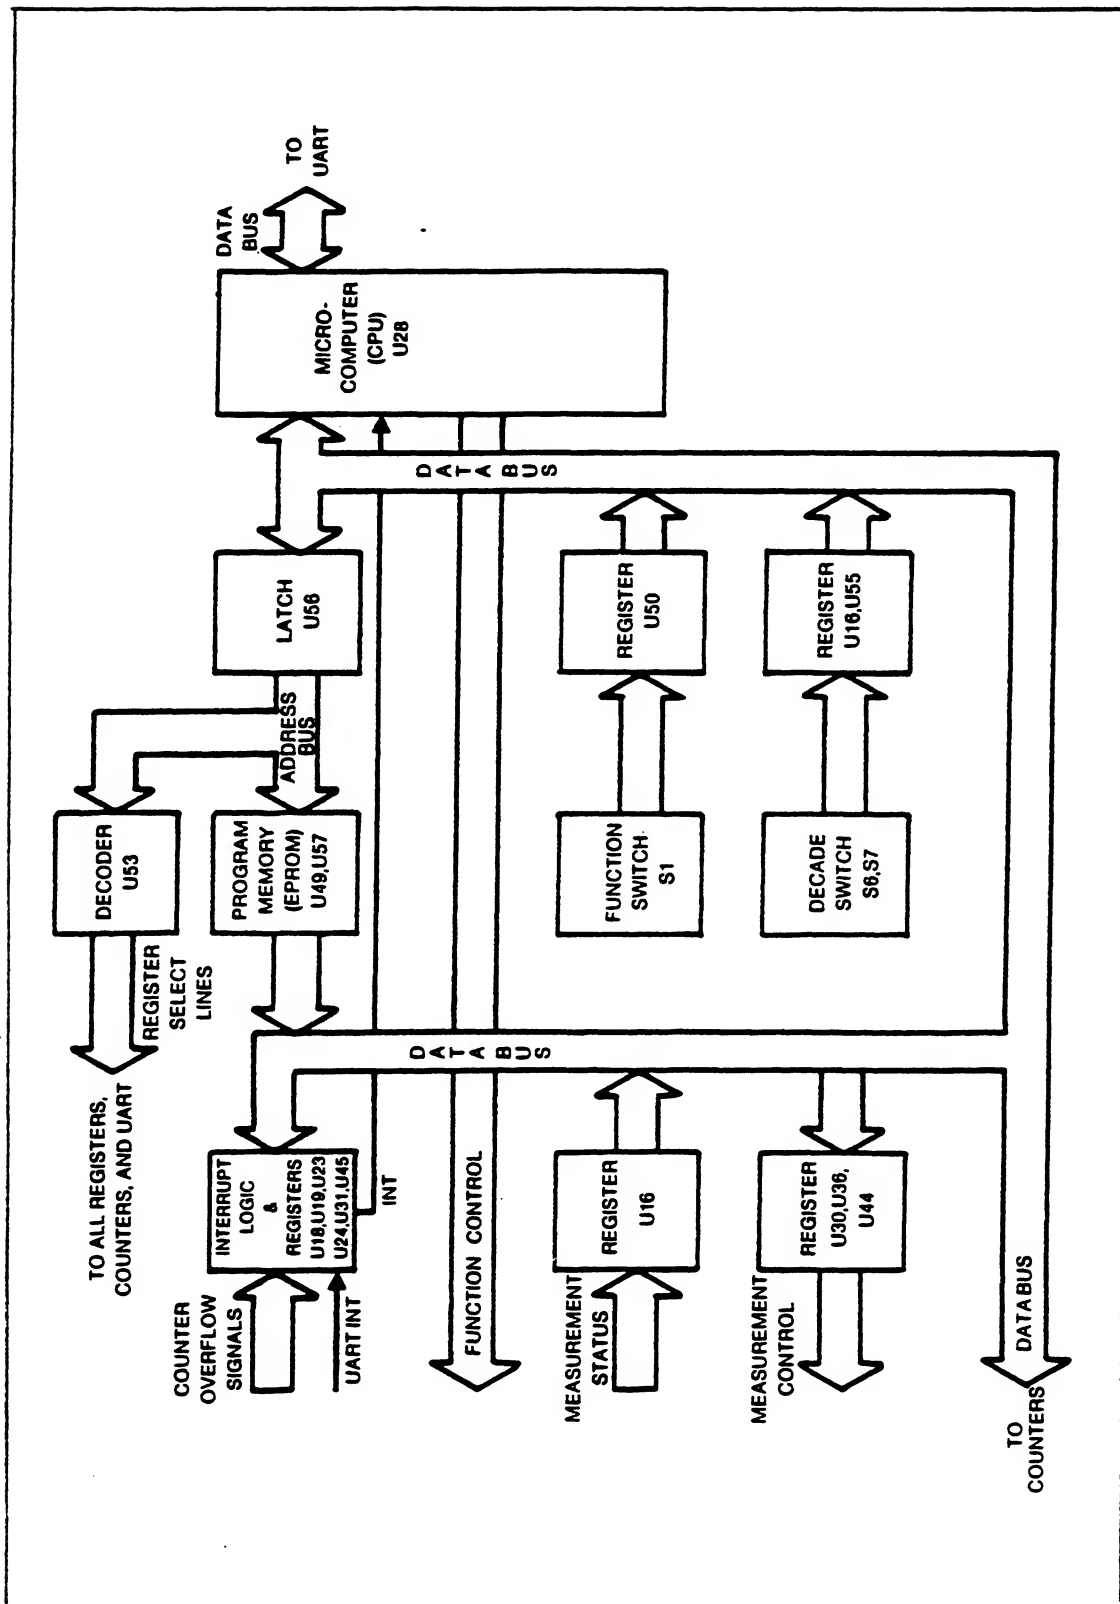 COUNTER
OVERFLOW
SIGNALS
UART INT
INTERRUPT
LOGIC
&
REGISTERS
U18,U19,U23
U24,U31,U45
INT
TO ALL REGISTERS,
COUNTERS, AND UART
REGISTER
SELECT
LINES
DECODER
U53
PROGRAM
MEMORY
(EPROM)
U49,U57
ADDRESS
BUS
LATCH
U56
MICRO-
COMPUTER
(CPU)
U28
DATA
BUS
TO
UART
FUNCTION CONTROL
DATA BUS
DATA BUS
MEASUREMENT
STATUS
REGISTER
U16
FUNCTION
SWITCH
S1
REGISTER
U50
MEASUREMENT
CONTROL
REGISTER
U30,U36,
U44
DECADE
SWITCH
S6,S7
REGISTER
U16,U55
TO
COUNTERS
DATA BUS